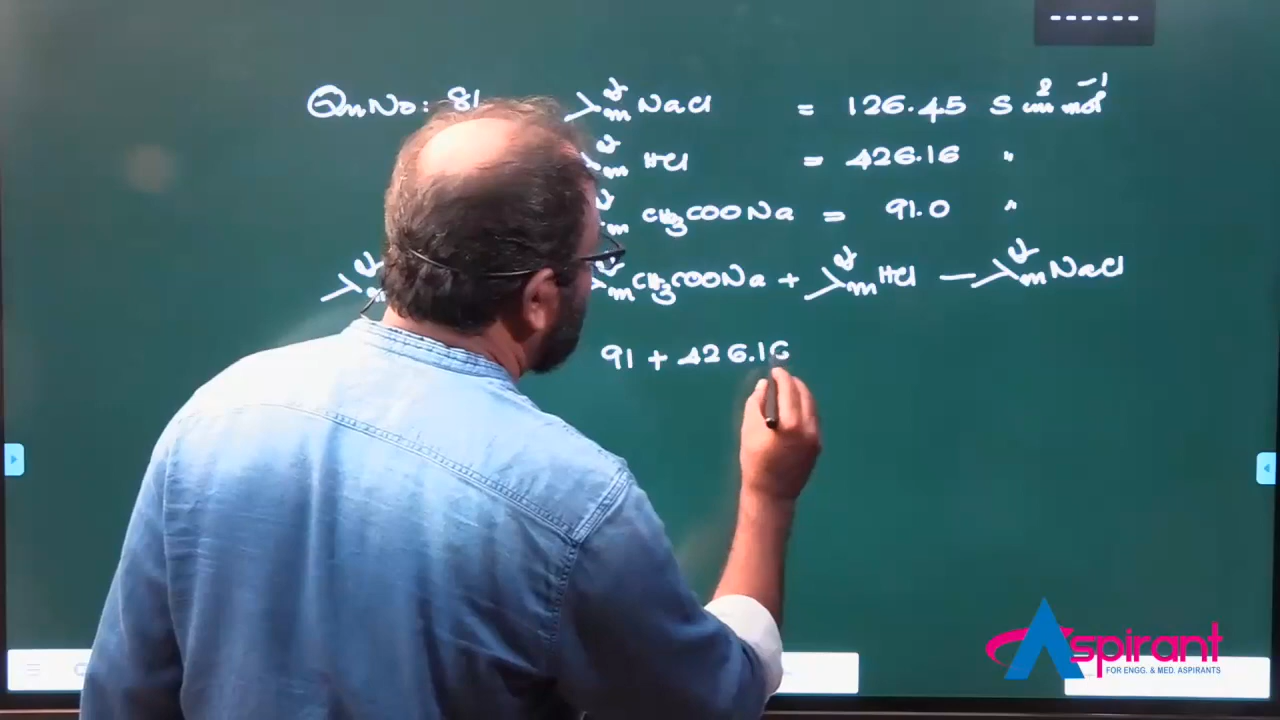 Qn No: 81 λ°m NaCl = 126.45 S cm² mol⁻¹
λ°m HCl = 426.16 "
°m CH₃COONa = 91.0 "
λ° λ°m CH₃COONa + λ°m HCl — λ°m NaCl
91 + 426.16
Aspirant
FOR ENGG. & MED. ASPIRANTS